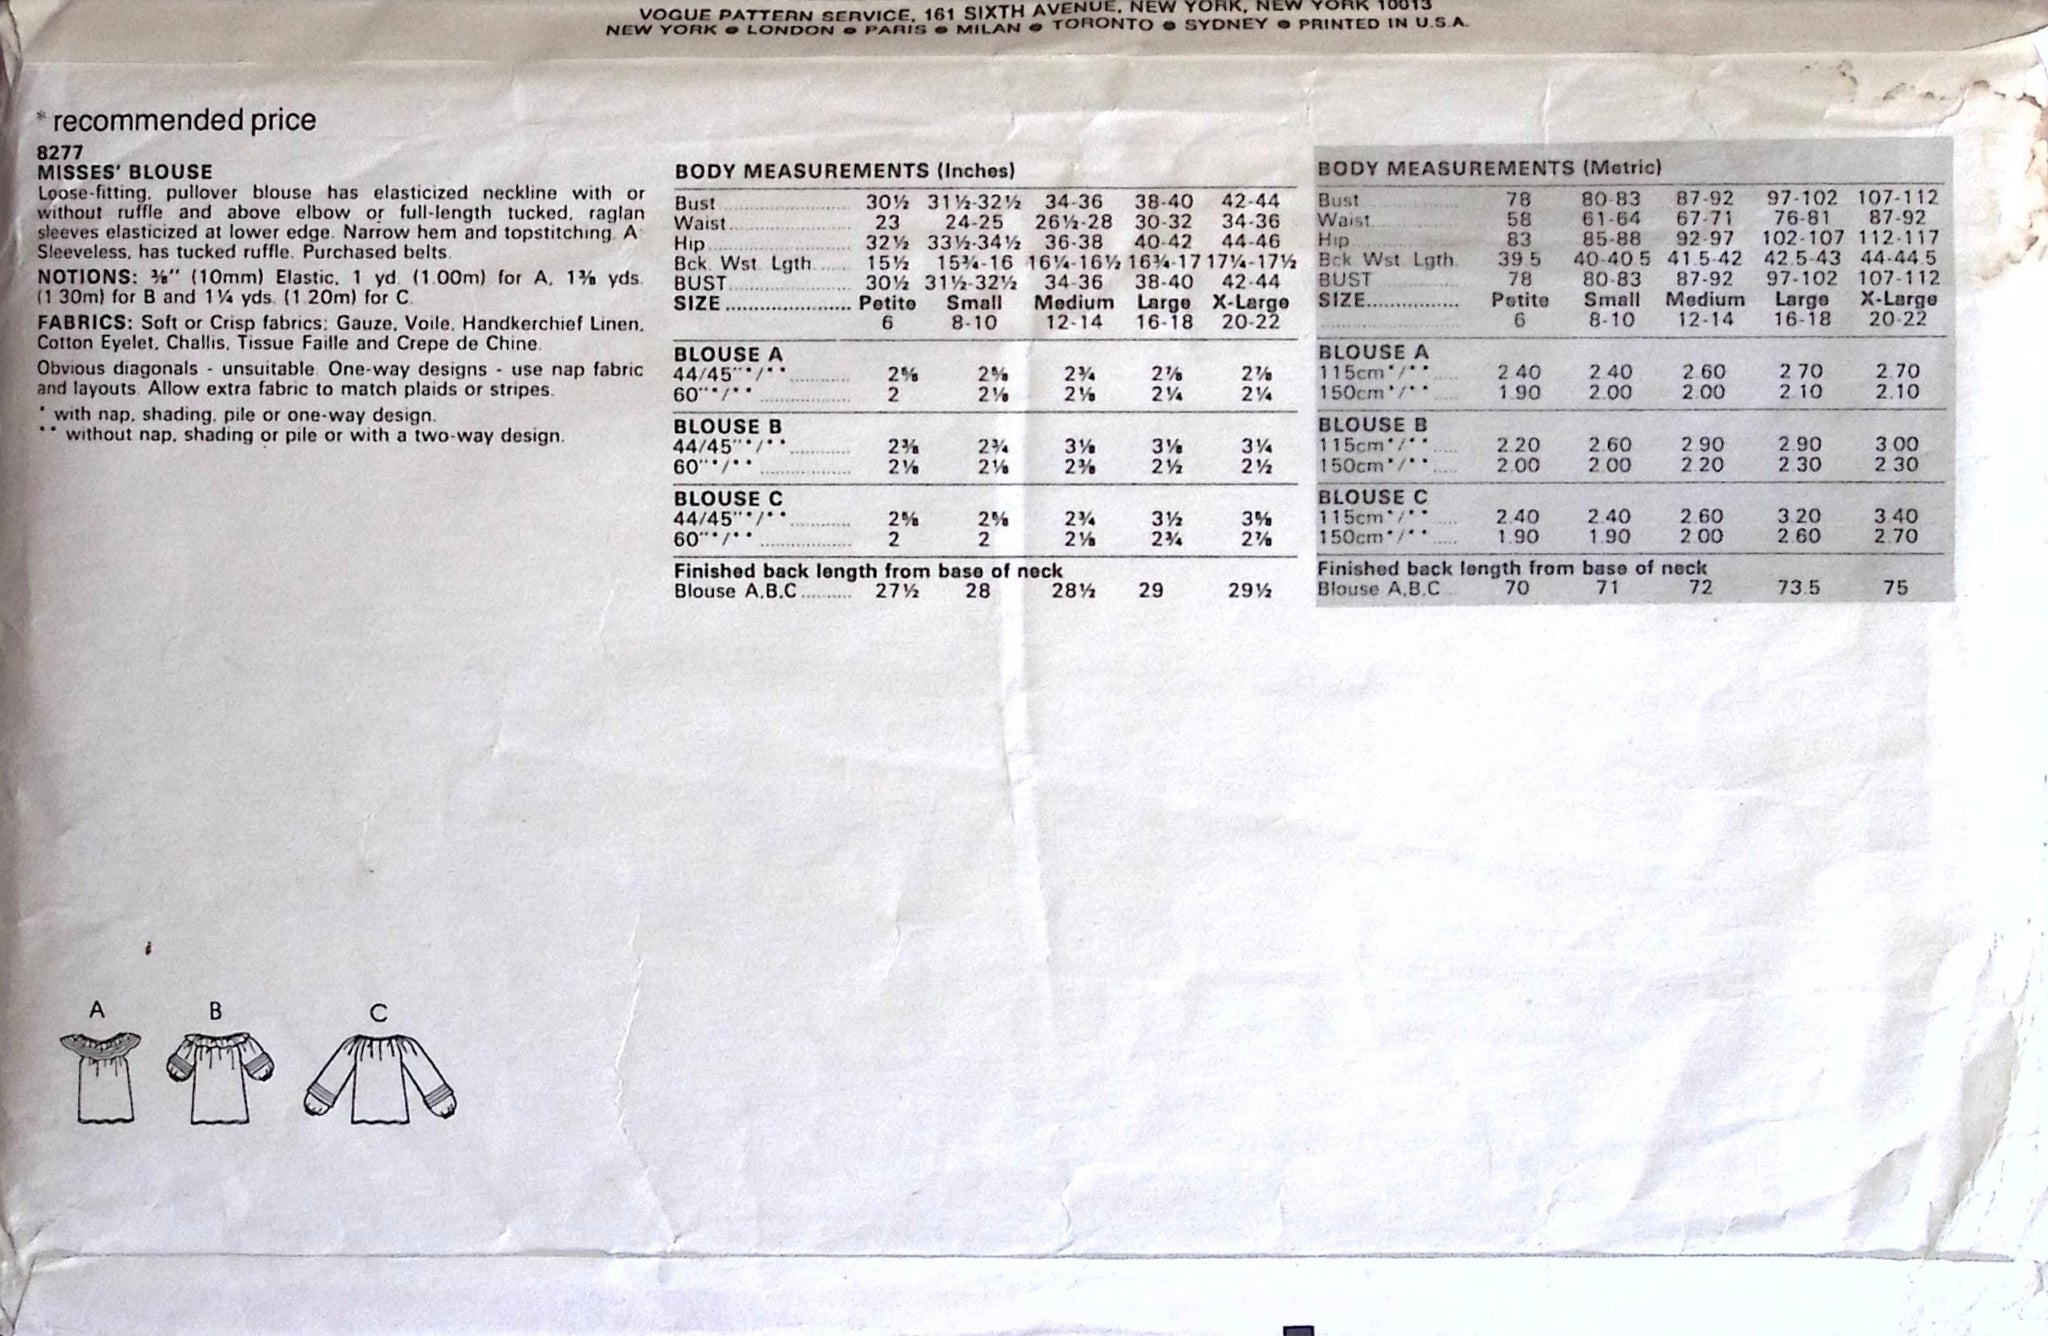 VOGUE PATTERN SERVICE, 161 SIXTH AVENUE, NEW YORK, NEW YORK 10013
NEW YORK ● LONDON ● PARIS ● MILAN ● TORONTO ● SYDNEY ● PRINTED IN U.S.A.
* recommended price
8277
MISSES' BLOUSE
Loose-fitting, pullover blouse has elasticized neckline with or
without ruffle and above elbow or full-length tucked, raglan
sleeves elasticized at lower edge. Narrow hem and topstitching. A:
Sleeveless, has tucked ruffle. Purchased belts.
NOTIONS: ⅜" (10mm) Elastic, 1 yd. (1.00m) for A, 1⅜ yds.
(1.30m) for B and 1¼ yds. (1.20m) for C.
FABRICS: Soft or Crisp fabrics: Gauze, Voile, Handkerchief Linen,
Cotton Eyelet, Challis, Tissue Faille and Crepe de Chine.
Obvious diagonals - unsuitable. One-way designs - use nap fabric
and layouts. Allow extra fabric to match plaids or stripes.
* with nap, shading, pile or one-way design.
** without nap, shading or pile or with a two-way design.
BODY MEASUREMENTS (Inches)
Bust 30½ 31½-32½ 34-36 38-40 42-44
Waist 23 24-25 26½-28 30-32 34-36
Hip 32½ 33½-34½ 36-38 40-42 44-46
Bck. Wst. Lgth. 15½ 15¾-16 16¼-16½ 16¾-17 17¼-17½
BUST 30½ 31½-32½ 34-36 38-40 42-44
SIZE Petite Small Medium Large X-Large
6 8-10 12-14 16-18 20-22
BLOUSE A
44/45"*/** 2⅝ 2⅝ 2¾ 2⅞ 2⅞
60"*/** 2 2⅛ 2⅛ 2¼ 2¼
BLOUSE B
44/45"*/** 2⅜ 2¾ 3⅛ 3⅛ 3¼
60"*/** 2⅛ 2⅛ 2⅜ 2½ 2½
BLOUSE C
44/45"*/** 2⅝ 2⅝ 2¾ 3½ 3⅝
60"*/** 2 2 2⅛ 2¾ 2⅞
Finished back length from base of neck
Blouse A,B,C 27½ 28 28½ 29 29½
BODY MEASUREMENTS (Metric)
Bust 78 80-83 87-92 97-102 107-112
Waist 58 61-64 67-71 76-81 87-92
Hip 83 85-88 92-97 102-107 112-117
Bck. Wst. Lgth. 39.5 40-40.5 41.5-42 42.5-43 44-44.5
BUST 78 80-83 87-92 97-102 107-112
SIZE Petite Small Medium Large X-Large
6 8-10 12-14 16-18 20-22
BLOUSE A
115cm*/** 2.40 2.40 2.60 2.70 2.70
150cm*/** 1.90 2.00 2.00 2.10 2.10
BLOUSE B
115cm*/** 2.20 2.60 2.90 2.90 3.00
150cm*/** 2.00 2.00 2.20 2.30 2.30
BLOUSE C
115cm*/** 2.40 2.40 2.60 3.20 3.40
150cm*/** 1.90 1.90 2.00 2.60 2.70
Finished back length from base of neck
Blouse A,B,C 70 71 72 73.5 75
A B C